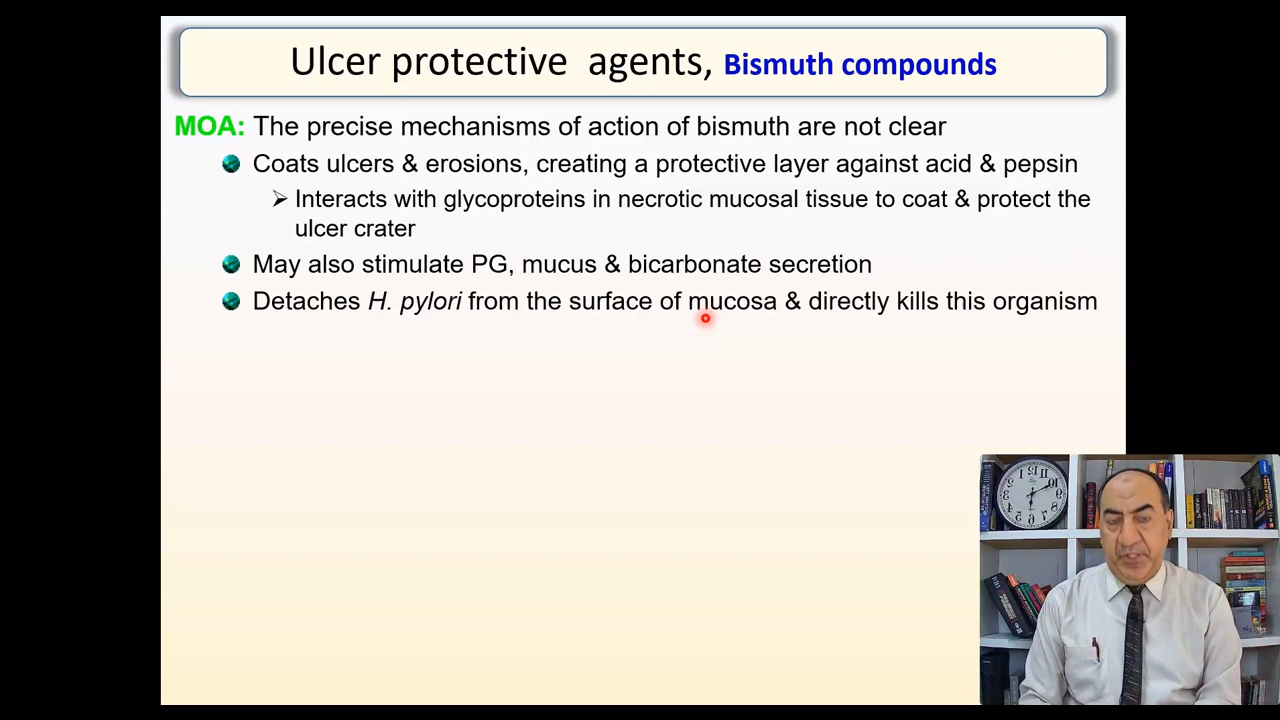 Ulcer protective agents, Bismuth compounds
MOA: The precise mechanisms of action of bismuth are not clear
Coats ulcers & erosions, creating a protective layer against acid & pepsin
Interacts with glycoproteins in necrotic mucosal tissue to coat & protect the
ulcer crater
May also stimulate PG, mucus & bicarbonate secretion
Detaches H. pylori from the surface of mucosa & directly kills this organism